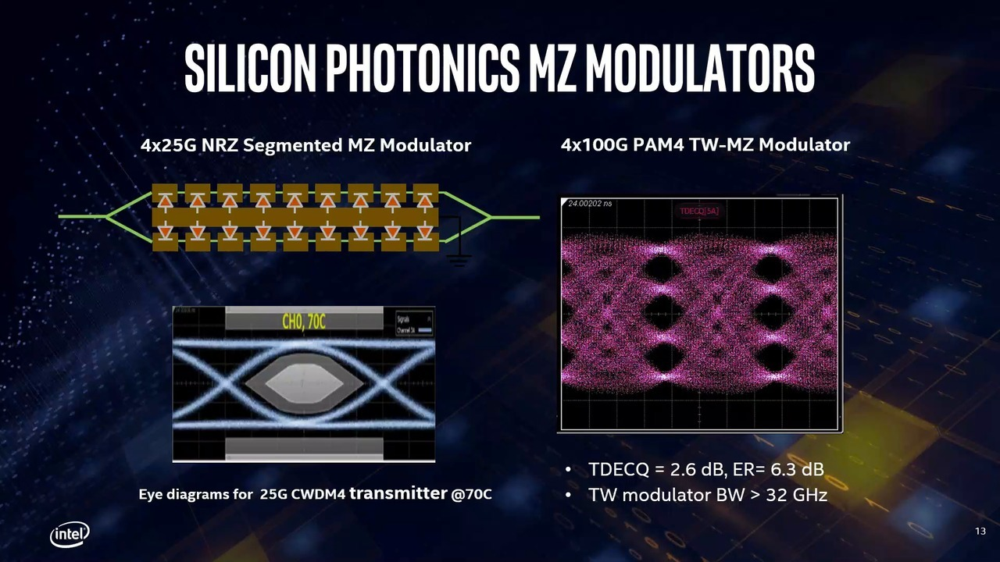 SILICON PHOTONICS MZ MODULATORS
4x25G NRZ Segmented MZ Modulator
CH0, 70C
Signals
Eye diagrams for 25G CWDM4 transmitter @70C
4x100G PAM4 TW-MZ Modulator
24.00202 ns
TDECQ[5A]
• TDECQ = 2.6 dB, ER= 6.3 dB
• TW modulator BW > 32 GHz
intel
13